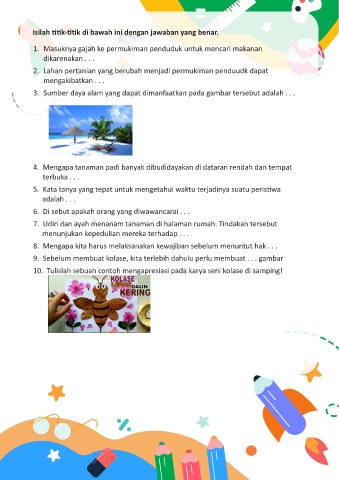 Isilah titik-titik di bawah ini dengan jawaban yang benar.
1. Masuknya gajah ke permukiman penduduk untuk mencari makanan
dikarenakan . . .
2. Lahan pertanian yang berubah menjadi permukiman penduudk dapat
mengakibatkan . . .
3. Sumber daya alam yang dapat dimanfaatkan pada gambar tersebut adalah . . .
4. Mengapa tanaman padi banyak dibudidayakan di dataran rendah dan tempat
terbuka . . .
5. Kata tanya yang tepat untuk mengetahui waktu terjadinya suatu peristiwa
adalah . . .
6. Di sebut apakah orang yang diwawancarai . . .
7. Udin dan ayah menanam tanaman di halaman rumah. Tindakan tersebut
menunjukan kepedulian mereka terhadap . . .
8. Mengapa kita harus melaksanakan kewajiban sebelum menuntut hak . . .
9. Sebelum membuat kolase, kita terlebih dahulu perlu membuat . . . gambar
10. Tulislah sebuah contoh mengapresiasi pada karya seni kolase di samping!
KOLASE
DAUN
KERING